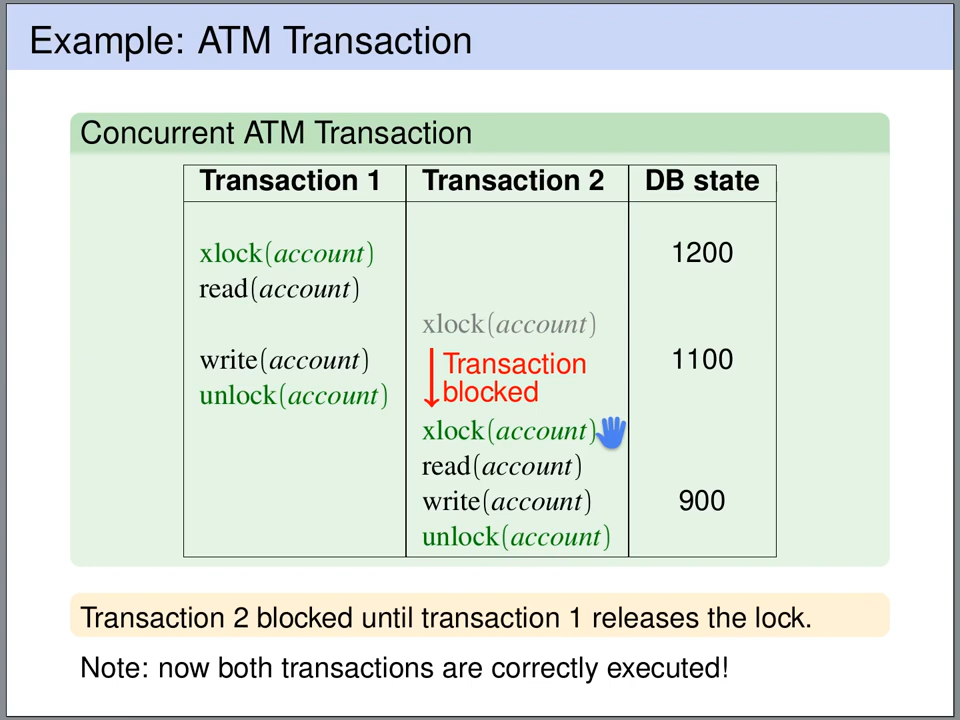 Example: ATM Transaction
Concurrent ATM Transaction
Transaction 1 Transaction 2 DB state
xlock(account) 1200
read(account)
xlock(account)
write(account) Transaction 1100
unlock(account) blocked
xlock(account)
read(account)
write(account) 900
unlock(account)
Transaction 2 blocked until transaction 1 releases the lock.
Note: now both transactions are correctly executed!